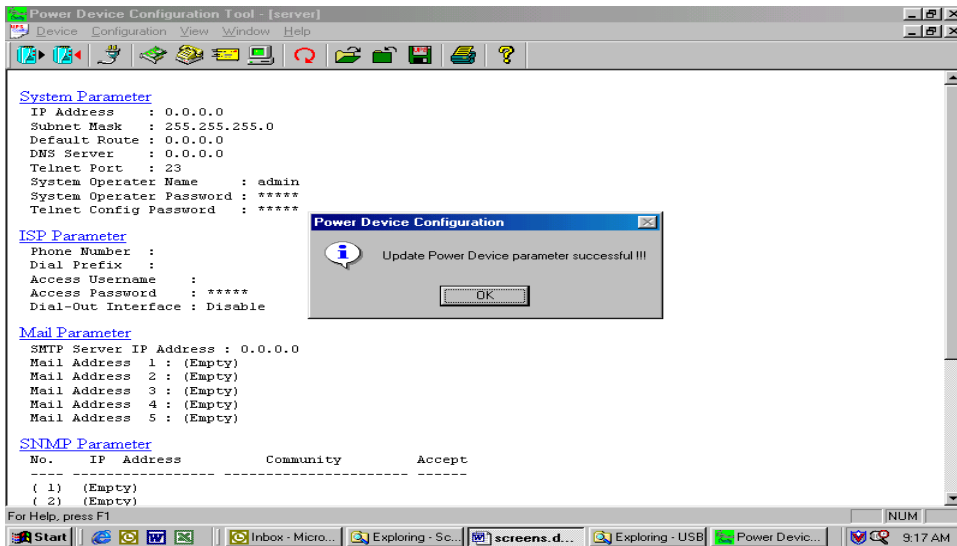 Power Device Configuration Tool - [server]
Device Configuration View Window Help
System Parameter
IP Address : 0.0.0.0
Subnet Mask : 255.255.255.0
Default Route : 0.0.0.0
DNS Server : 0.0.0.0
Telnet Port : 23
System Operater Name : admin
System Operater Password : *****
Telnet Config Password : *****
ISP Parameter
Phone Number :
Dial Prefix :
Access Username :
Access Password : *****
Dial-Out Interface : Disable
Power Device Configuration
Update Power Device parameter successful !!!
OK
Mail Parameter
SMTP Server IP Address : 0.0.0.0
Mail Address 1 : (Empty)
Mail Address 2 : (Empty)
Mail Address 3 : (Empty)
Mail Address 4 : (Empty)
Mail Address 5 : (Empty)
SNMP Parameter
No. IP Address Community Accept
---- ----------------- ---------------------- ------
( 1) (Empty)
( 2) (Empty)
For Help, press F1 NUM
Start Inbox - Micro... Exploring - Sc... screens.d... Exploring - USB Power Devic... 9:17 AM